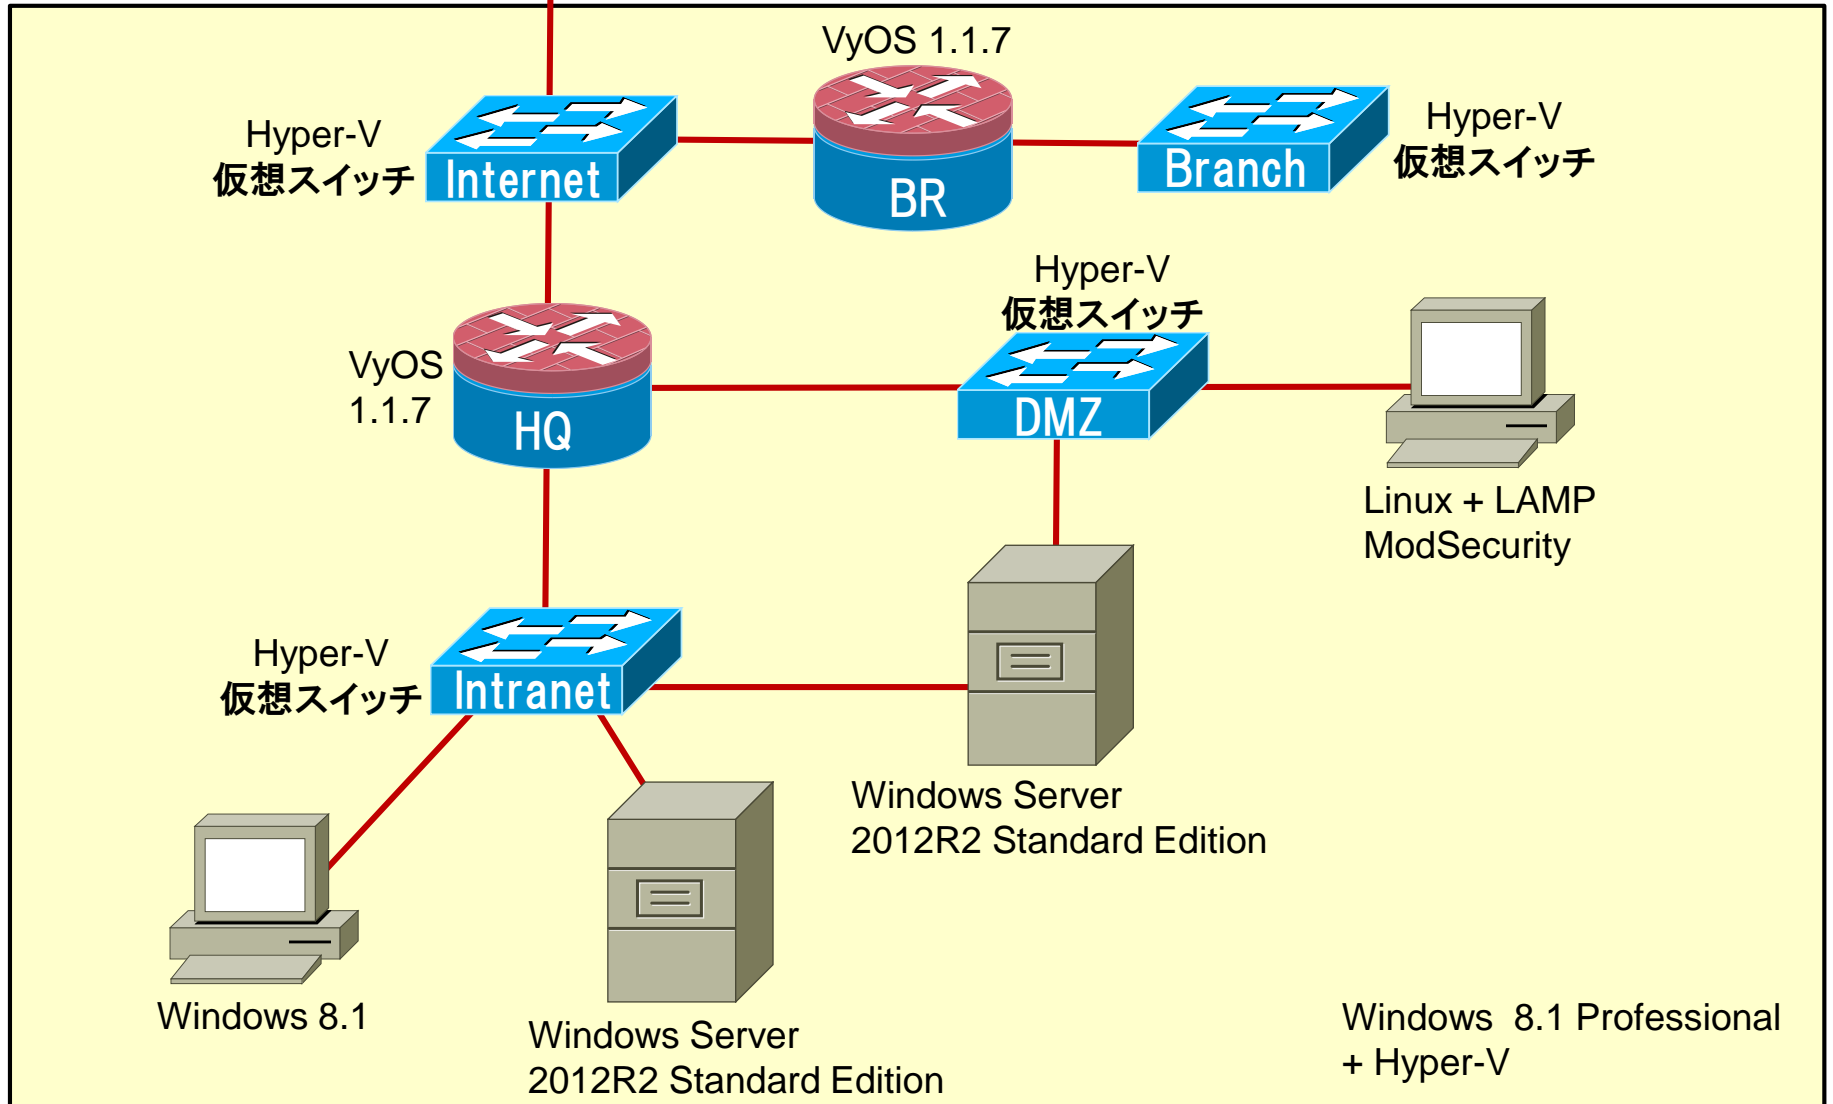 VyOS 1.1.7
Hyper-V
仮想スイッチ
Internet
BR
Branch
Hyper-V
仮想スイッチ
Hyper-V
仮想スイッチ
VyOS
1.1.7
HQ
DMZ
Linux + LAMP
ModSecurity
Hyper-V
仮想スイッチ
Intranet
Windows Server
2012R2 Standard Edition
Windows 8.1
Windows Server
2012R2 Standard Edition
Windows 8.1 Professional
+ Hyper-V